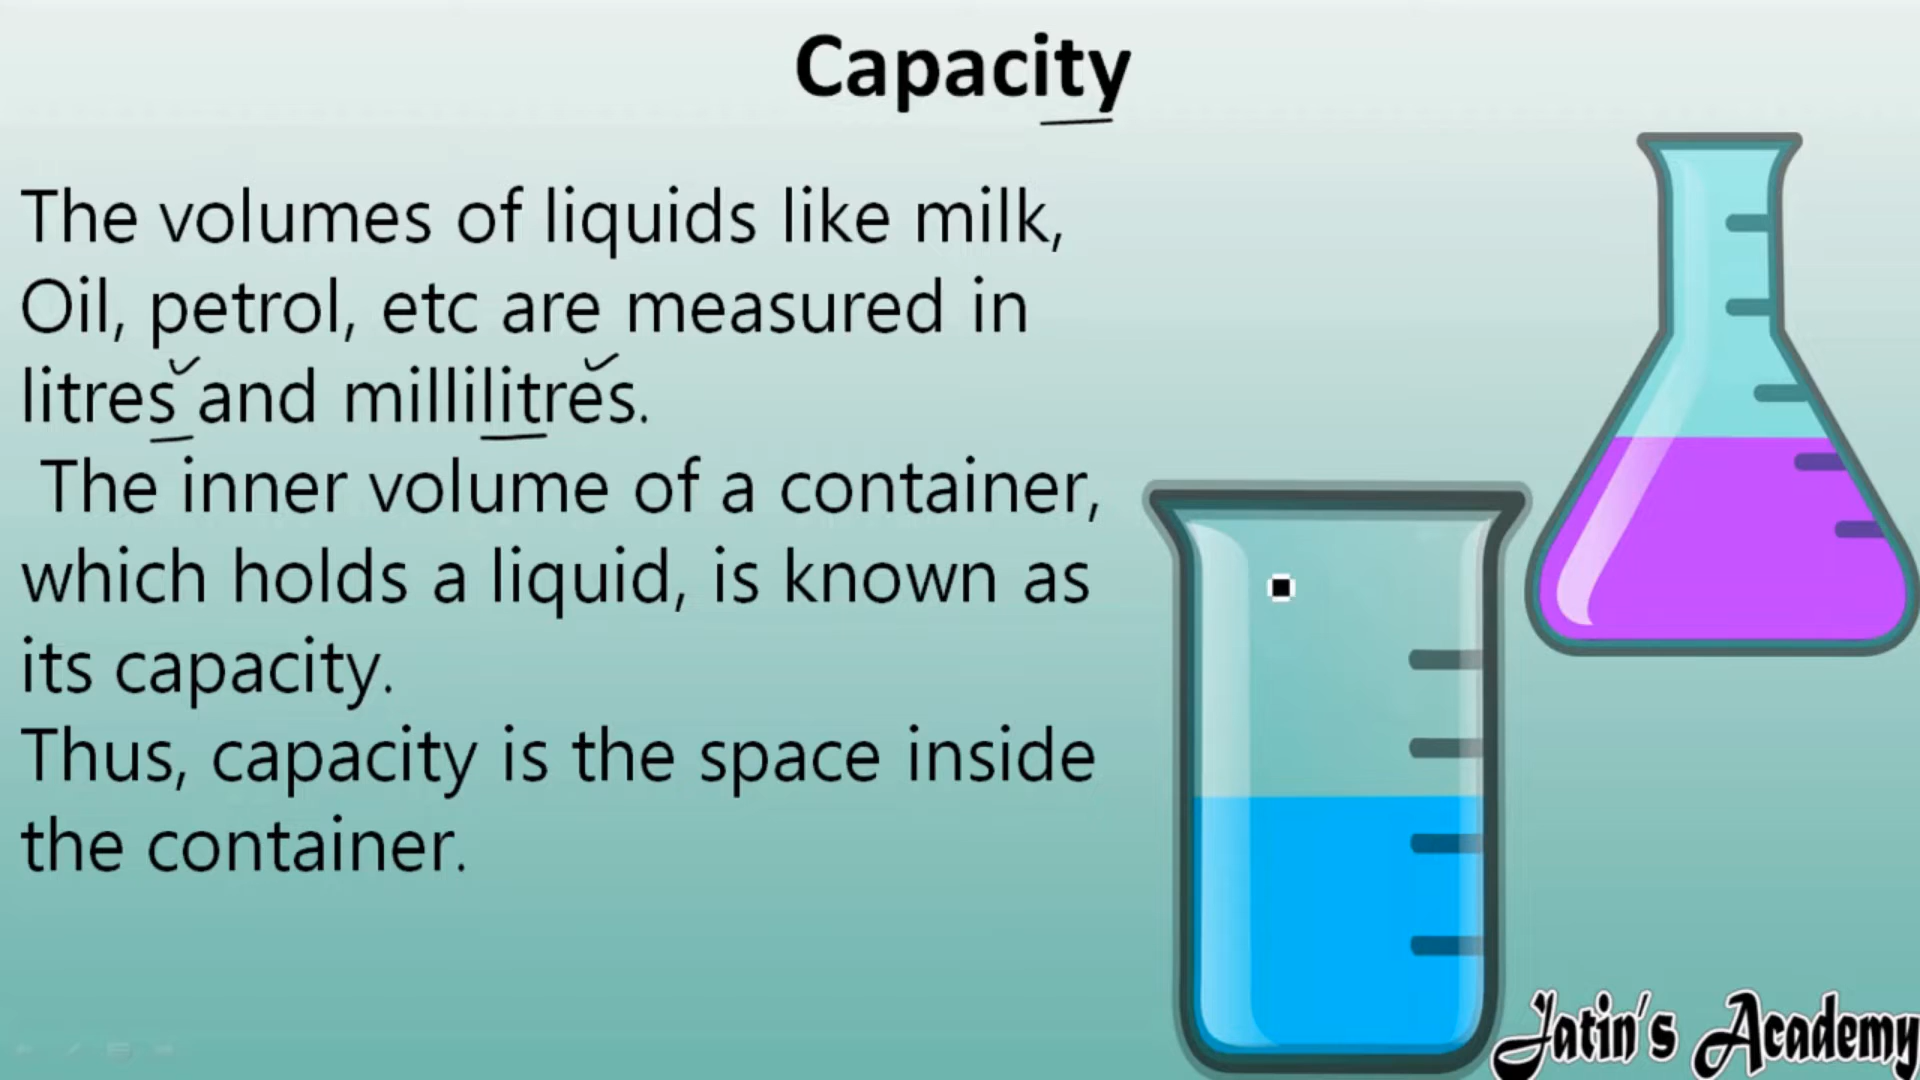 Capacity
The volumes of liquids like milk,
Oil, petrol, etc are measured in
litres and millilitres.
The inner volume of a container,
which holds a liquid, is known as
its capacity.
Thus, capacity is the space inside
the container.
Jatin's Academy